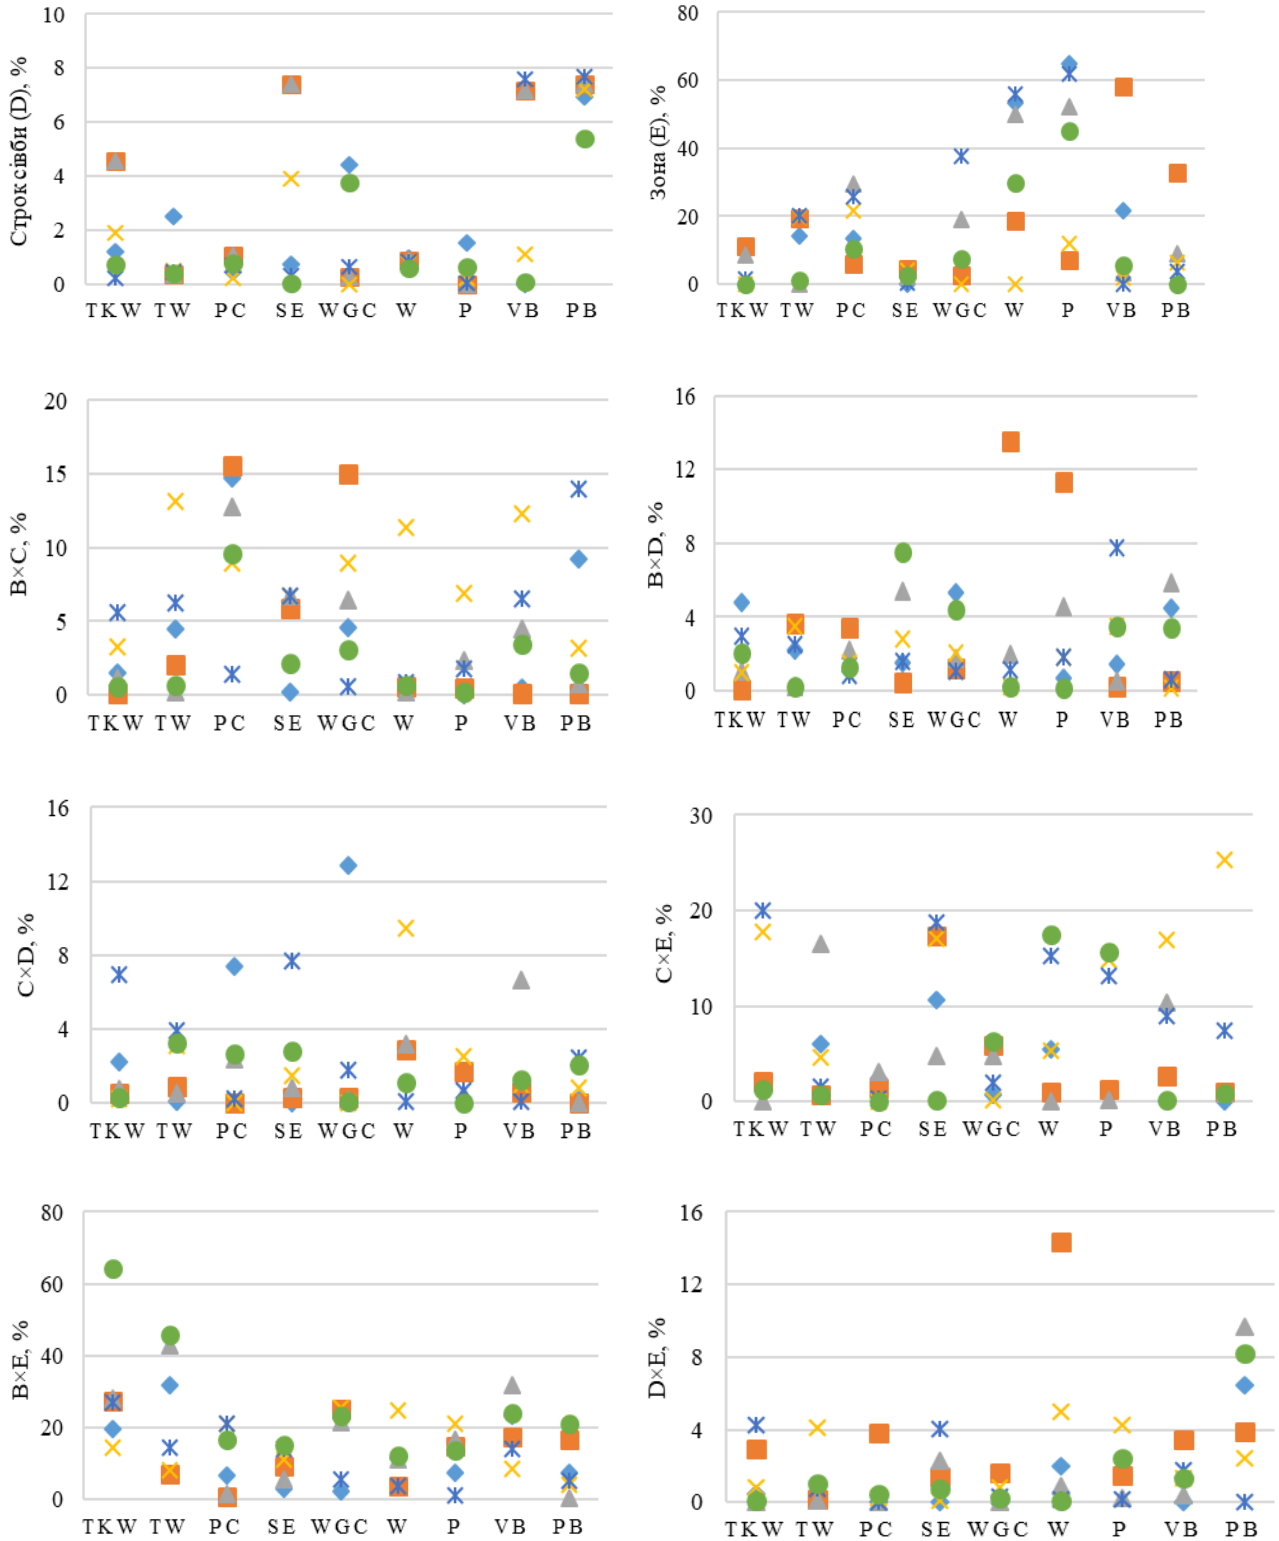 Строк сівби (D), %
10
8
6
4
2
0
TKW TW PC SE WGC W P VB PB
Зона (E), %
80
60
40
20
0
TKW TW PC SE WGC W P VB PB
B×C, %
20
15
10
5
0
TKW TW PC SE WGC W P VB PB
B×D, %
16
12
8
4
0
TKW TW PC SE WGC W P VB PB
C×D, %
16
12
8
4
0
TKW TW PC SE WGC W P VB PB
C×E, %
30
20
10
0
TKW TW PC SE WGC W P VB PB
B×E, %
80
60
40
20
0
TKW TW PC SE WGC W P VB PB
D×E, %
16
12
8
4
0
TKW TW PC SE WGC W P VB PB